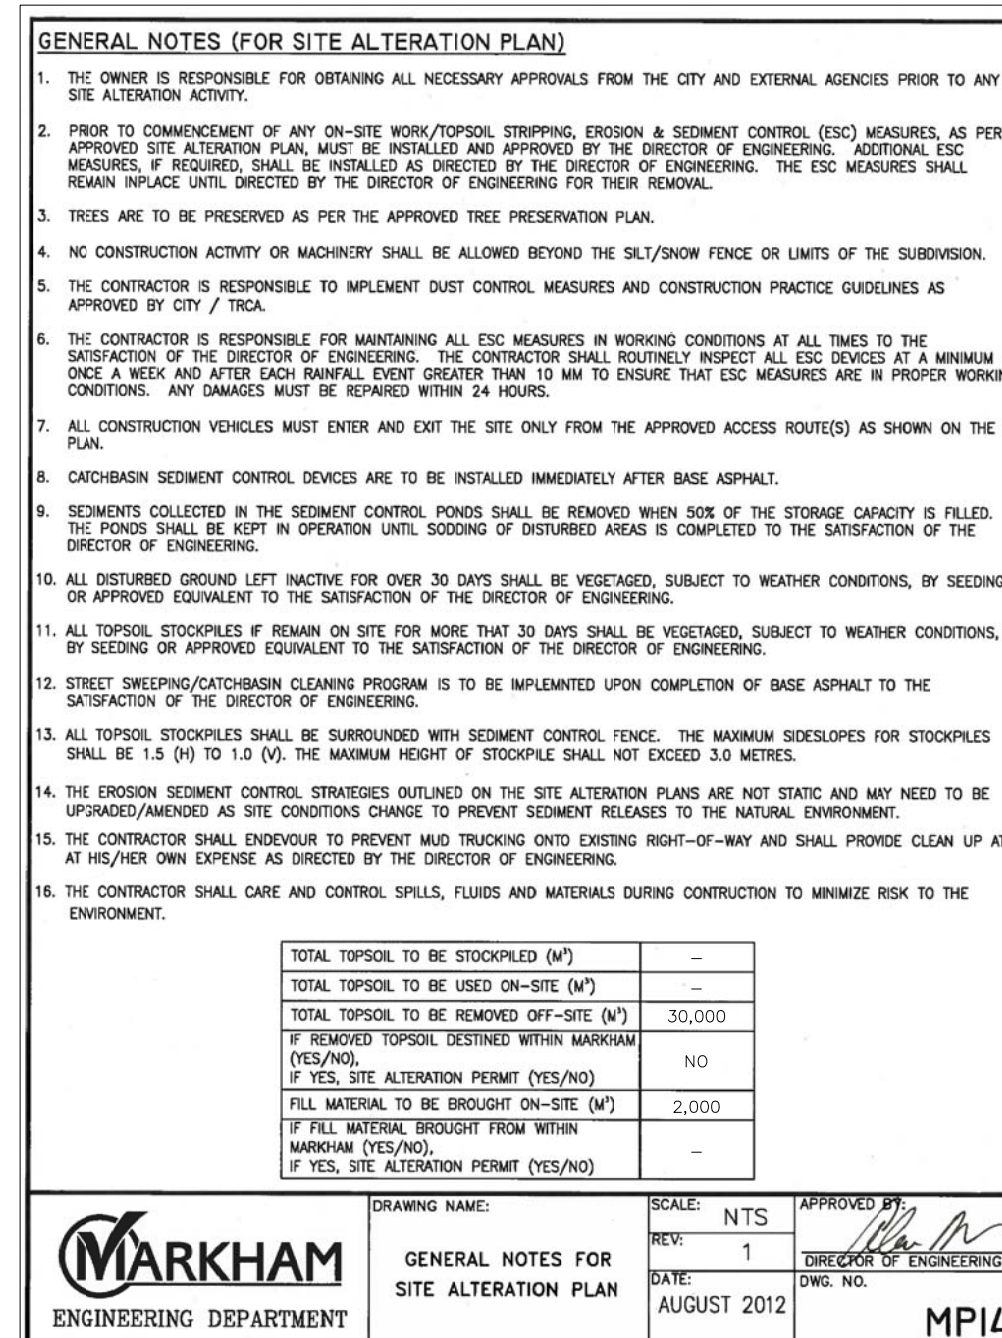 GENERAL NOTES (FOR SITE ALTERATION PLAN)
1. THE OWNER IS RESPONSIBLE FOR OBTAINING ALL NECESSARY APPROVALS FROM THE CITY AND EXTERNAL AGENCIES PRIOR TO ANY
SITE ALTERATION ACTIVITY.
2. PRIOR TO COMMENCEMENT OF ANY ON-SITE WORK/TOPSOIL STRIPPING, EROSION & SEDIMENT CONTROL (ESC) MEASURES, AS PER
APPROVED SITE ALTERATION PLAN, MUST BE INSTALLED AND APPROVED BY THE DIRECTOR OF ENGINEERING. ADDITIONAL ESC
MEASURES, IF REQUIRED, SHALL BE INSTALLED AS DIRECTED BY THE DIRECTOR OF ENGINEERING. THE ESC MEASURES SHALL
REMAIN INPLACE UNTIL DIRECTED BY THE DIRECTOR OF ENGINEERING FOR THEIR REMOVAL.
3. TREES ARE TO BE PRESERVED AS PER THE APPROVED TREE PRESERVATION PLAN.
4. NO CONSTRUCTION ACTIVITY OR MACHINERY SHALL BE ALLOWED BEYOND THE SILT/SNOW FENCE OR LIMITS OF THE SUBDIVISION.
5. THE CONTRACTOR IS RESPONSIBLE TO IMPLEMENT DUST CONTROL MEASURES AND CONSTRUCTION PRACTICE GUIDELINES AS
APPROVED BY CITY / TRCA.
6. THE CONTRACTOR IS RESPONSIBLE FOR MAINTAINING ALL ESC MEASURES IN WORKING CONDITIONS AT ALL TIMES TO THE
SATISFACTION OF THE DIRECTOR OF ENGINEERING. THE CONTRACTOR SHALL ROUTINELY INSPECT ALL ESC DEVICES AT A MINIMUM
ONCE A WEEK AND AFTER EACH RAINFALL EVENT GREATER THAN 10 MM TO ENSURE THAT ESC MEASURES ARE IN PROPER WORKIN
CONDITIONS. ANY DAMAGES MUST BE REPAIRED WITHIN 24 HOURS.
7. ALL CONSTRUCTION VEHICLES MUST ENTER AND EXIT THE SITE ONLY FROM THE APPROVED ACCESS ROUTE(S) AS SHOWN ON THE
PLAN.
8. CATCHBASIN SEDIMENT CONTROL DEVICES ARE TO BE INSTALLED IMMEDIATELY AFTER BASE ASPHALT.
9. SEDIMENTS COLLECTED IN THE SEDIMENT CONTROL PONDS SHALL BE REMOVED WHEN 50% OF THE STORAGE CAPACITY IS FILLED.
THE PONDS SHALL BE KEPT IN OPERATION UNTIL SODDING OF DISTURBED AREAS IS COMPLETED TO THE SATISFACTION OF THE
DIRECTOR OF ENGINEERING.
10. ALL DISTURBED GROUND LEFT INACTIVE FOR OVER 30 DAYS SHALL BE VEGETAGED, SUBJECT TO WEATHER CONDITIONS, BY SEEDING
OR APPROVED EQUIVALENT TO THE SATISFACTION OF THE DIRECTOR OF ENGINEERING.
11. ALL TOPSOIL STOCKPILES IF REMAIN ON SITE FOR MORE THAT 30 DAYS SHALL BE VEGETAGED, SUBJECT TO WEATHER CONDITIONS,
BY SEEDING OR APPROVED EQUIVALENT TO THE SATISFACTION OF THE DIRECTOR OF ENGINEERING.
12. STREET SWEEPING/CATCHBASIN CLEANING PROGRAM IS TO BE IMPLEMNTED UPON COMPLETION OF BASE ASPHALT TO THE
SATISFACTION OF THE DIRECTOR OF ENGINEERING.
13. ALL TOPSOIL STOCKPILES SHALL BE SURROUNDED WITH SEDIMENT CONTROL FENCE. THE MAXIMUM SIDESLOPES FOR STOCKPILES
SHALL BE 1.5 (H) TO 1.0 (V). THE MAXIMUM HEIGHT OF STOCKPILE SHALL NOT EXCEED 3.0 METRES.
14. THE EROSION SEDIMENT CONTROL STRATEGIES OUTLINED ON THE SITE ALTERATION PLANS ARE NOT STATIC AND MAY NEED TO BE
UPGRADED/AMENDED AS SITE CONDITIONS CHANGE TO PREVENT SEDIMENT RELEASES TO THE NATURAL ENVIRONMENT.
15. THE CONTRACTOR SHALL ENDEVOUR TO PREVENT MUD TRUCKING ONTO EXISTING RIGHT-OF-WAY AND SHALL PROVIDE CLEAN UP AT
AT HIS/HER OWN EXPENSE AS DIRECTED BY THE DIRECTOR OF ENGINEERING.
16. THE CONTRACTOR SHALL CARE AND CONTROL SPILLS, FLUIDS AND MATERIALS DURING CONTRUCTION TO MINIMIZE RISK TO THE
ENVIRONMENT.
TOTAL TOPSOIL TO BE STOCKPILED (M³) –
TOTAL TOPSOIL TO BE USED ON-SITE (M³) –
TOTAL TOPSOIL TO BE REMOVED OFF-SITE (M³) 30,000
IF REMOVED TOPSOIL DESTINED WITHIN MARKHAM
(YES/NO),
IF YES, SITE ALTERATION PERMIT (YES/NO)
NO
FILL MATERIAL TO BE BROUGHT ON-SITE (M³) 2,000
IF FILL MATERIAL BROUGHT FROM WITHIN
MARKHAM (YES/NO),
IF YES, SITE ALTERATION PERMIT (YES/NO)
–
MARKHAM
ENGINEERING DEPARTMENT
DRAWING NAME:
GENERAL NOTES FOR
SITE ALTERATION PLAN
SCALE: NTS
REV: 1
DATE:
AUGUST 2012
APPROVED BY:
DIRECTOR OF ENGINEERING
DWG. NO.
MP14